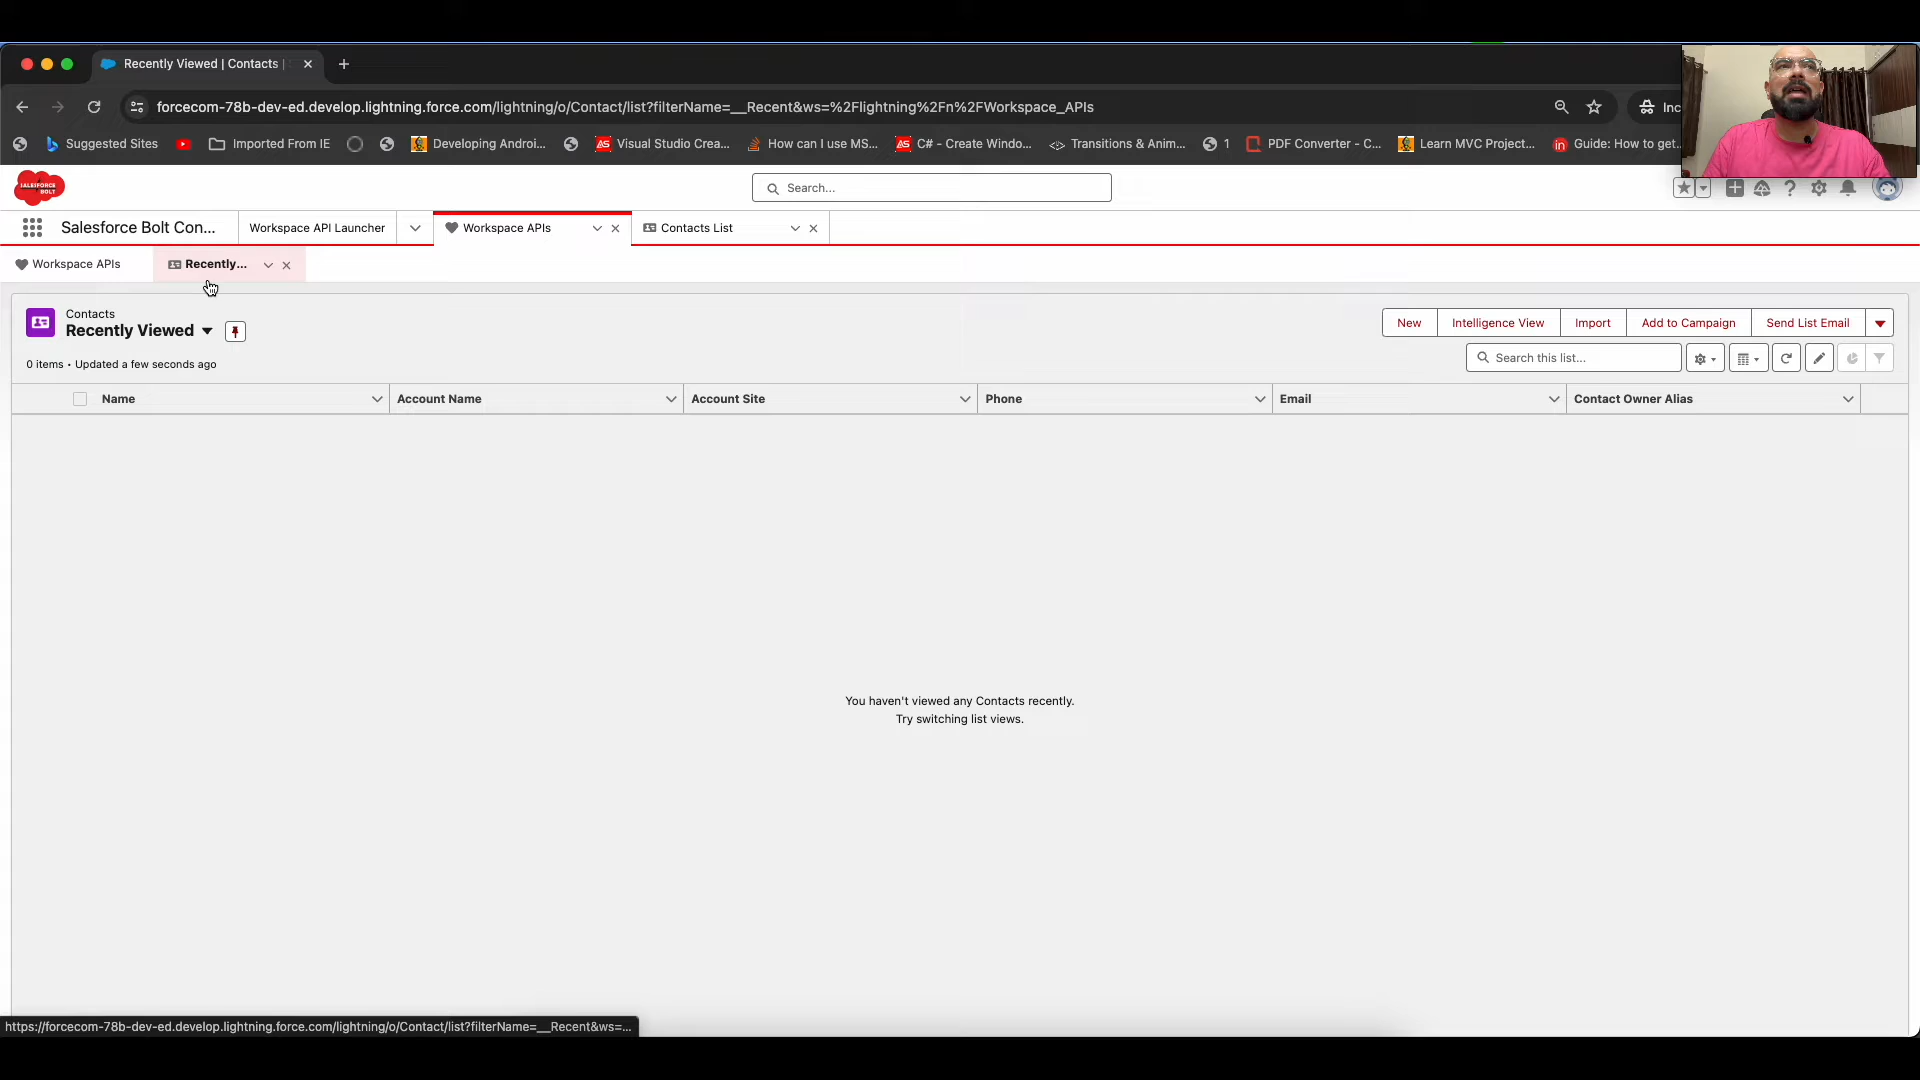 Recently Viewed | Contacts |
forcecom-78b-dev-ed.develop.lightning.force.com/lightning/o/Contact/list?filterName=__Recent&ws=%2Flightning%2Fn%2FWorkspace_APIs
Inc
Suggested Sites
Imported From IE
Developing Androi...
Visual Studio Crea...
How can I use MS...
C# - Create Windo...
Transitions & Anim...
1
PDF Converter - C...
Learn MVC Project...
Guide: How to get...
SALESFORCE BOLT
Search...
Salesforce Bolt Con...
Workspace API Launcher
Workspace APIs
Contacts List
Workspace APIs
Recently...
Contacts
Recently Viewed
New
Intelligence View
Import
Add to Campaign
Send List Email
0 items • Updated a few seconds ago
Search this list...
Name
Account Name
Account Site
Phone
Email
Contact Owner Alias
You haven't viewed any Contacts recently.
Try switching list views.
https://forcecom-78b-dev-ed.develop.lightning.force.com/lightning/o/Contact/list?filterName=__Recent&ws=...